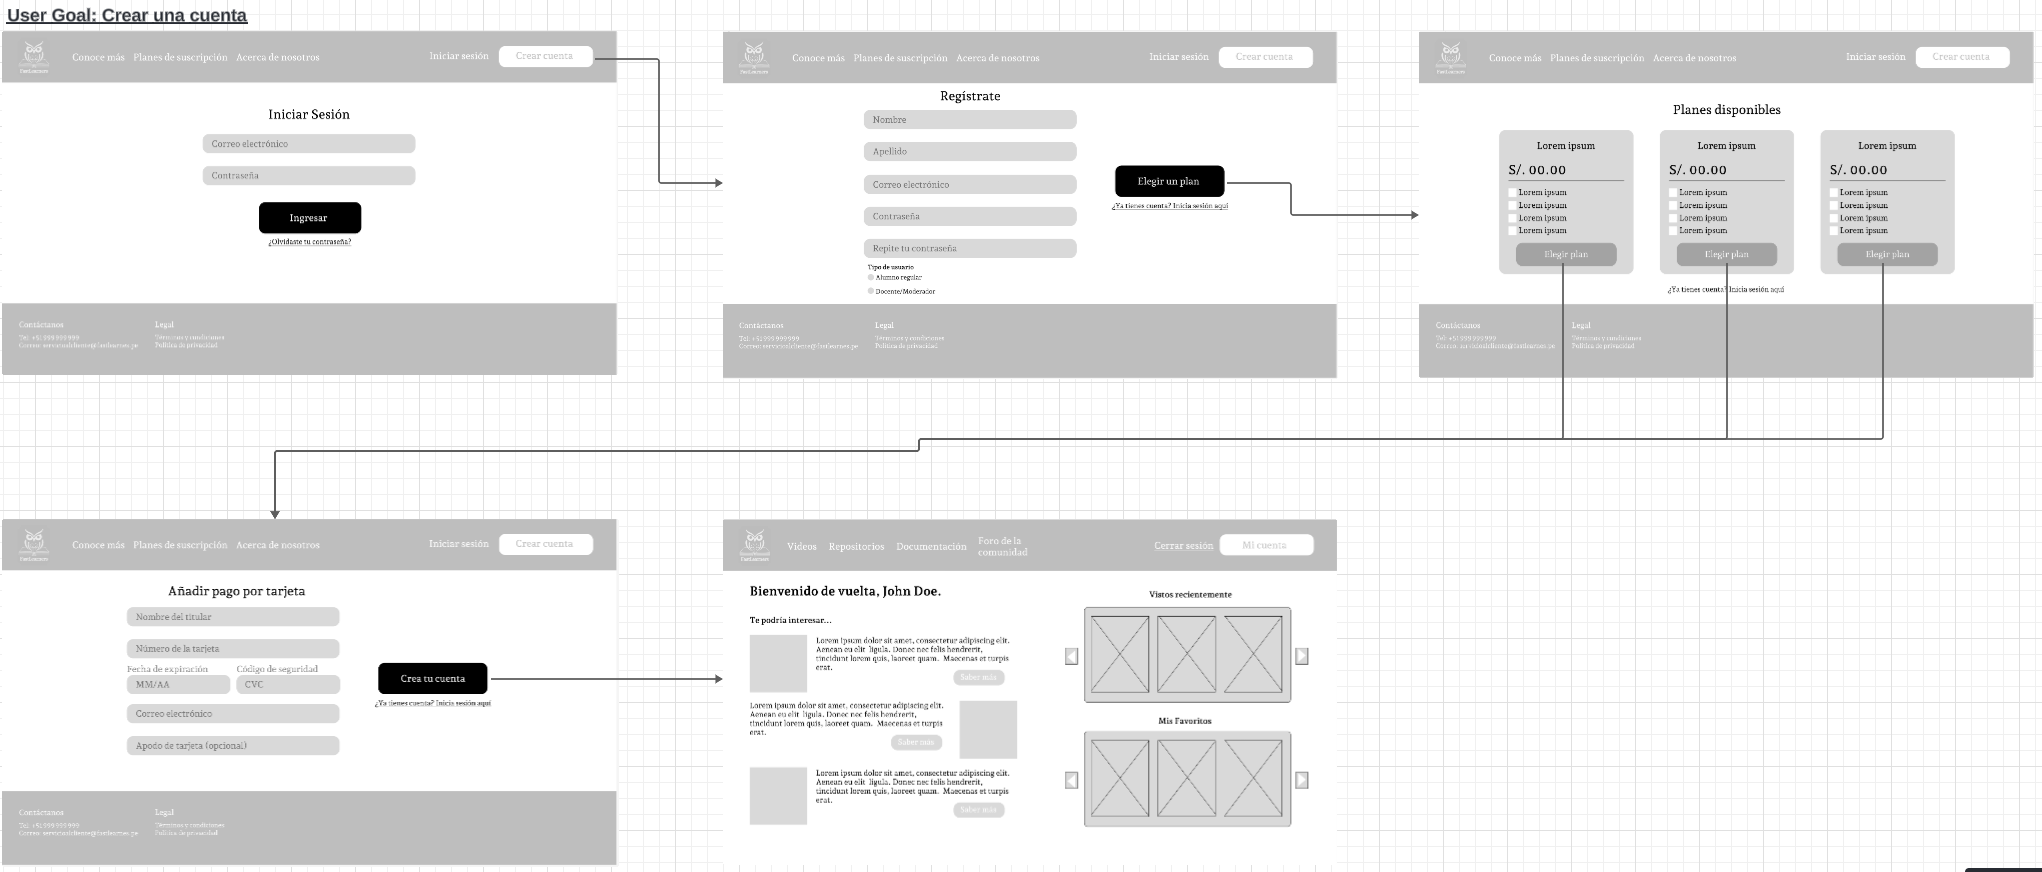 User Goal: Crear una cuenta
FastLearners
Conoce más Planes de suscripción Acerca de nosotros
Iniciar sesión Crear cuenta
Iniciar Sesión
Correo electrónico
Contraseña
Ingresar
¿Olvidaste tu contraseña?
Contáctanos
Tel: +51 999 999 999
Correo: servicioalcliente@fastlearnes.pe
Legal
Términos y condiciones
Política de privacidad
FastLearners
Conoce más Planes de suscripción Acerca de nosotros
Iniciar sesión Crear cuenta
Regístrate
Nombre
Apellido
Correo electrónico
Contraseña
Repite tu contraseña
Tipo de usuario
Alumno regular
Docente/Moderador
Elegir un plan
¿Ya tienes cuenta? Inicia sesión aquí
Contáctanos
Tel: +51 999 999 999
Correo: servicioalcliente@fastlearnes.pe
Legal
Términos y condiciones
Política de privacidad
FastLearners
Conoce más Planes de suscripción Acerca de nosotros
Iniciar sesión Crear cuenta
Planes disponibles
Lorem ipsum
S/. 00.00
Lorem ipsum
Lorem ipsum
Lorem ipsum
Lorem ipsum
Elegir plan
Lorem ipsum
S/. 00.00
Lorem ipsum
Lorem ipsum
Lorem ipsum
Lorem ipsum
Elegir plan
Lorem ipsum
S/. 00.00
Lorem ipsum
Lorem ipsum
Lorem ipsum
Lorem ipsum
Elegir plan
¿Ya tienes cuenta? Inicia sesión aquí
Contáctanos
Tel: +51 999 999 999
Correo: servicioalcliente@fastlearnes.pe
Legal
Términos y condiciones
Política de privacidad
FastLearners
Conoce más Planes de suscripción Acerca de nosotros
Iniciar sesión Crear cuenta
Añadir pago por tarjeta
Nombre del titular
Número de la tarjeta
Fecha de expiración Código de seguridad
MM/AA CVC
Correo electrónico
Apodo de tarjeta (opcional)
Crea tu cuenta
¿Ya tienes cuenta? Inicia sesión aquí
Contáctanos
Tel: +51 999 999 999
Correo: servicioalcliente@fastlearnes.pe
Legal
Términos y condiciones
Política de privacidad
FastLearners
Videos Repositorios Documentación
Foro de la
comunidad
Cerrar sesión Mi cuenta
Bienvenido de vuelta, John Doe.
Te podría interesar...
Lorem ipsum dolor sit amet, consectetur adipiscing elit.
Aenean eu elit ligula. Donec nec felis hendrerit,
tincidunt lorem quis, laoreet quam. Maecenas et turpis
erat.
Saber más
Lorem ipsum dolor sit amet, consectetur adipiscing elit.
Aenean eu elit ligula. Donec nec felis hendrerit,
tincidunt lorem quis, laoreet quam. Maecenas et turpis
erat.
Saber más
Lorem ipsum dolor sit amet, consectetur adipiscing elit.
Aenean eu elit ligula. Donec nec felis hendrerit,
tincidunt lorem quis, laoreet quam. Maecenas et turpis
erat.
Saber más
Vistos recientemente
Mis Favoritos